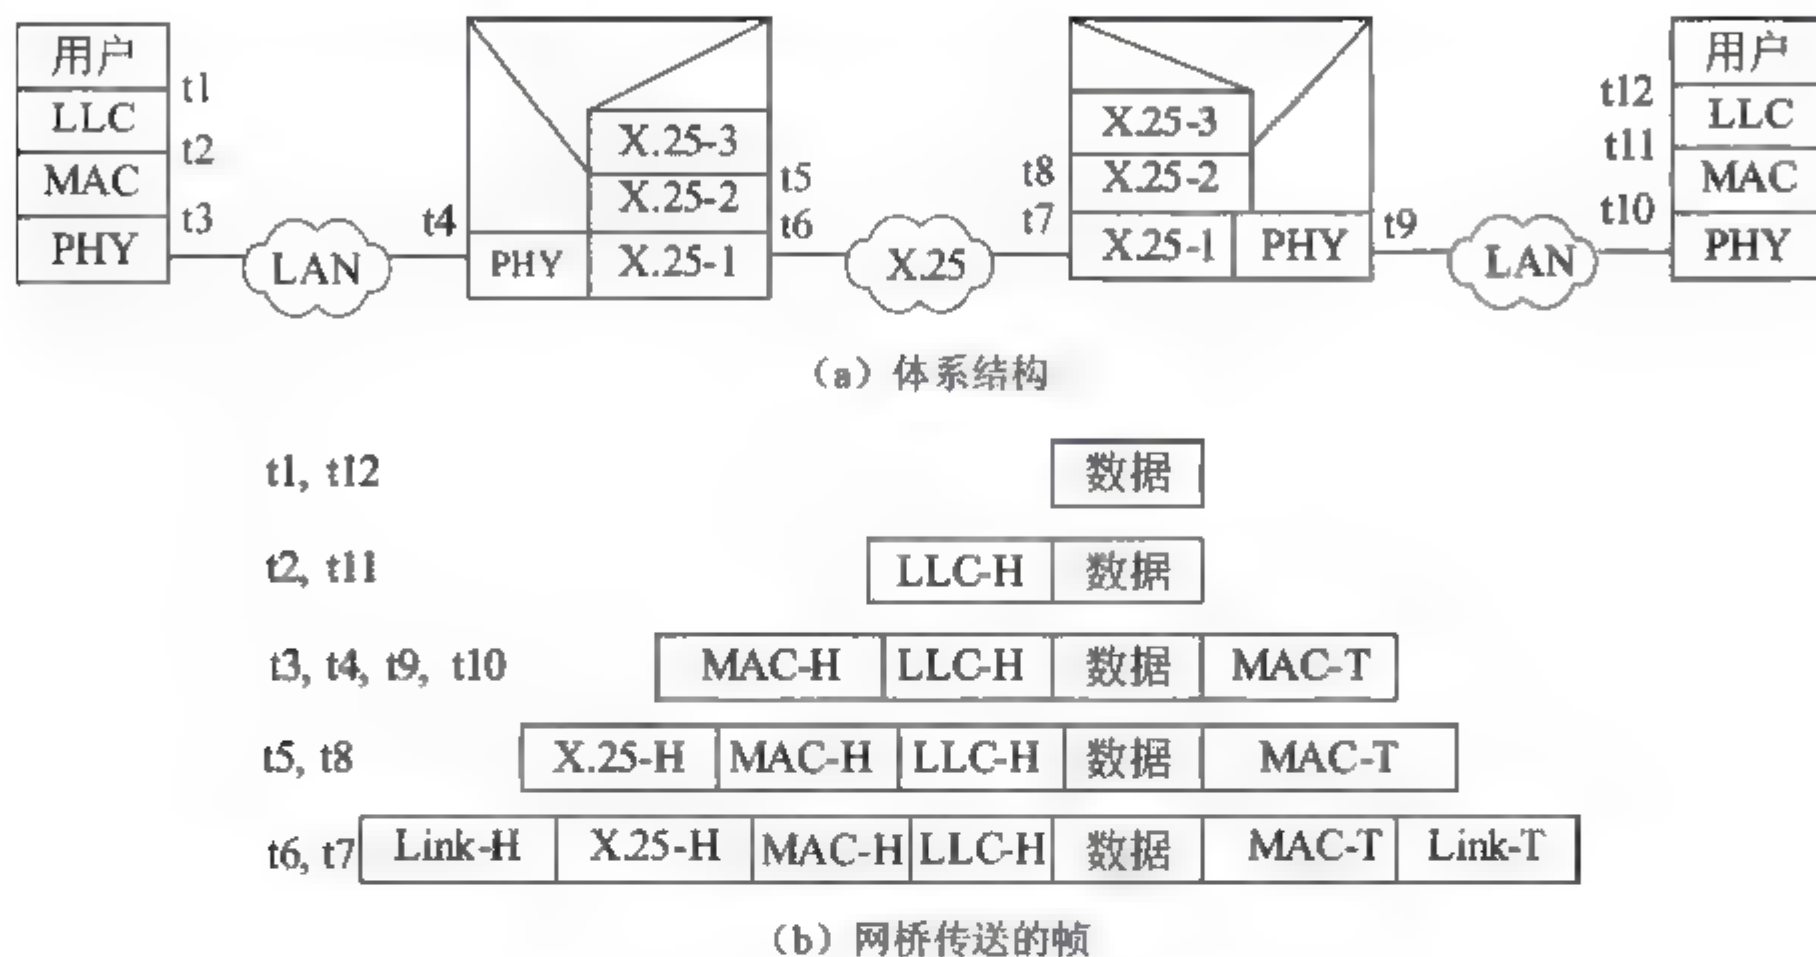 用户
t1
LLC
t2
MAC
t3
PHY
LAN
t4
PHY
X.25-3
X.25-2
X.25-1
t5
t6
X.25
t8
t7
X.25-3
X.25-2
X.25-1
PHY
t9
LAN
用户
t12
LLC
t11
MAC
t10
PHY
(a) 体系结构
t1, t12 数据
t2, t11 LLC-H 数据
t3, t4, t9, t10 MAC-H LLC-H 数据 MAC-T
t5, t8 X.25-H MAC-H LLC-H 数据 MAC-T
t6, t7 Link-H X.25-H MAC-H LLC-H 数据 MAC-T Link-T
(b) 网桥传送的帧